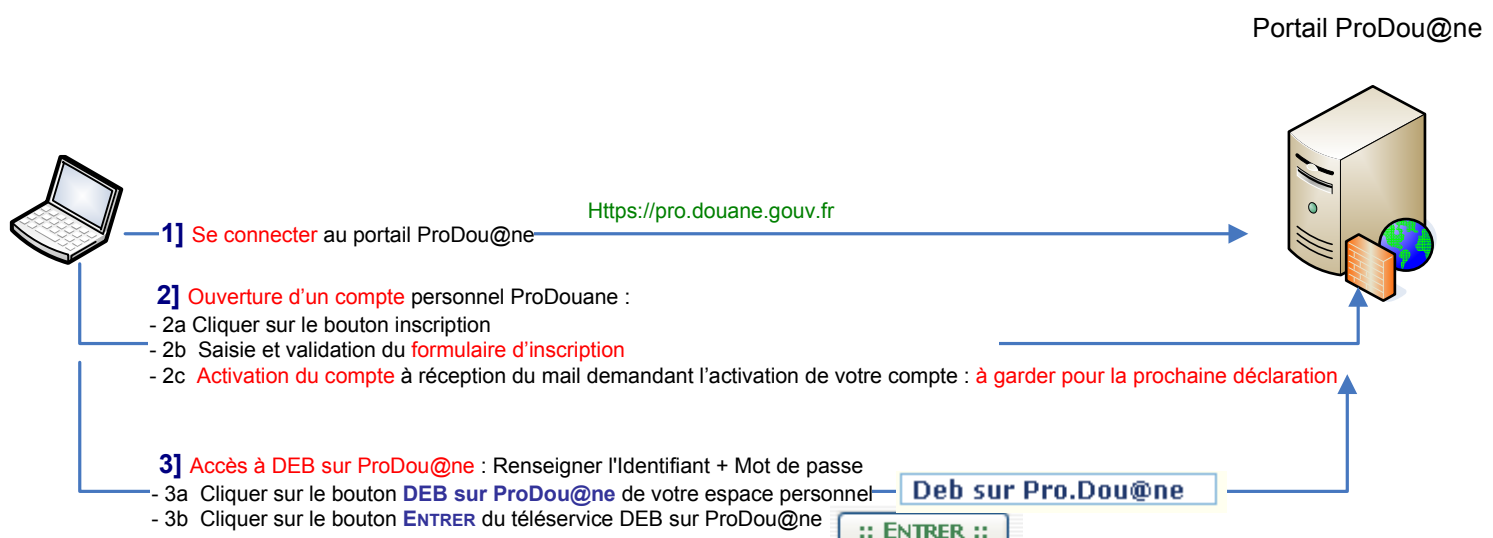 Portail ProDou@ne
Https://pro.douane.gouv.fr
1] Se connecter au portail ProDou@ne
2] Ouverture d'un compte personnel ProDouane :
- 2a Cliquer sur le bouton inscription
- 2b Saisie et validation du formulaire d'inscription
- 2c Activation du compte à réception du mail demandant l'activation de votre compte : à garder pour la prochaine déclaration
3] Accès à DEB sur ProDou@ne : Renseigner l'Identifiant + Mot de passe
- 3a Cliquer sur le bouton DEB sur ProDou@ne de votre espace personnel
Deb sur Pro.Dou@ne
- 3b Cliquer sur le bouton ENTRER du téléservice DEB sur ProDou@ne
:: ENTRER ::